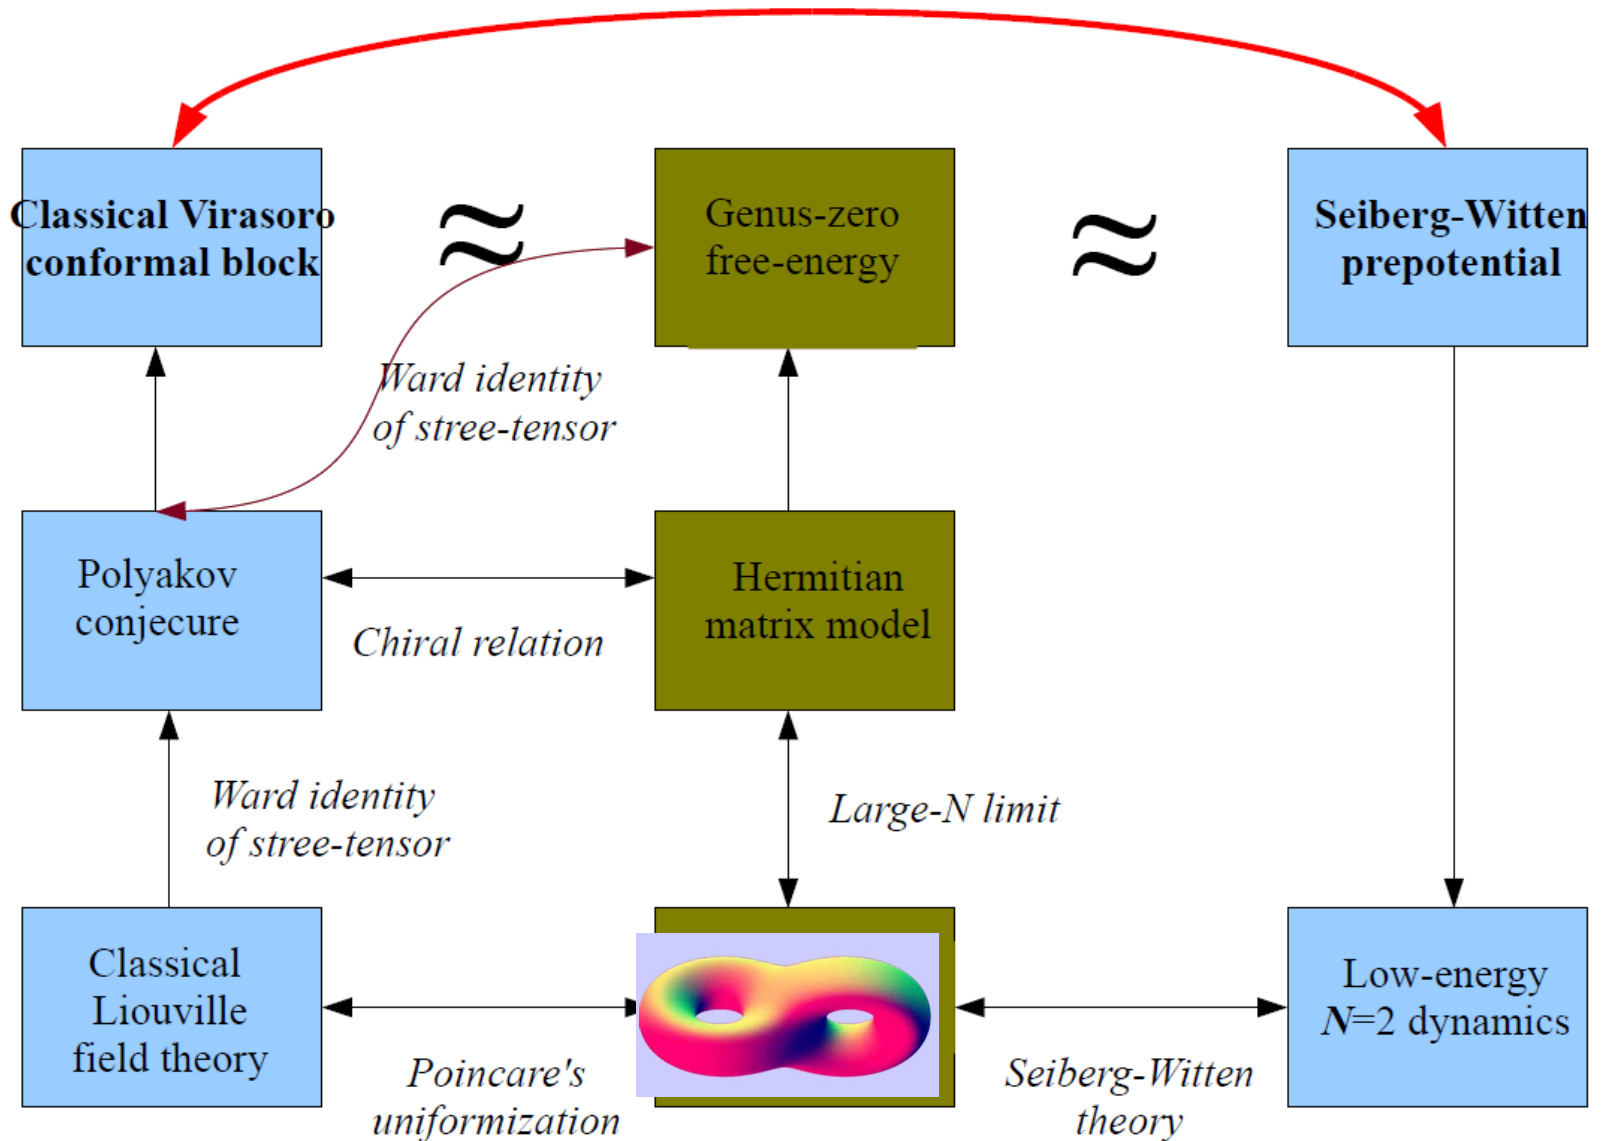 Classical Virasoro
conformal block
≈
Genus-zero
free-energy
≈
Seiberg-Witten
prepotential
Ward identity
of stree-tensor
Polyakov
conjecure
Chiral relation
Hermitian
matrix model
Ward identity
of stree-tensor
Large-N limit
Classical
Liouville
field theory
Poincare's
uniformization
Seiberg-Witten
theory
Low-energy
N=2 dynamics